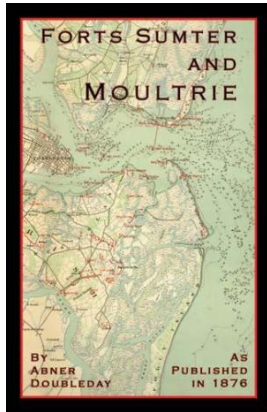 FORTS SUMTER
AND
MOULTRIE
BY
ABNER
DOUBLEDAY
AS
PUBLISHED
IN 1876